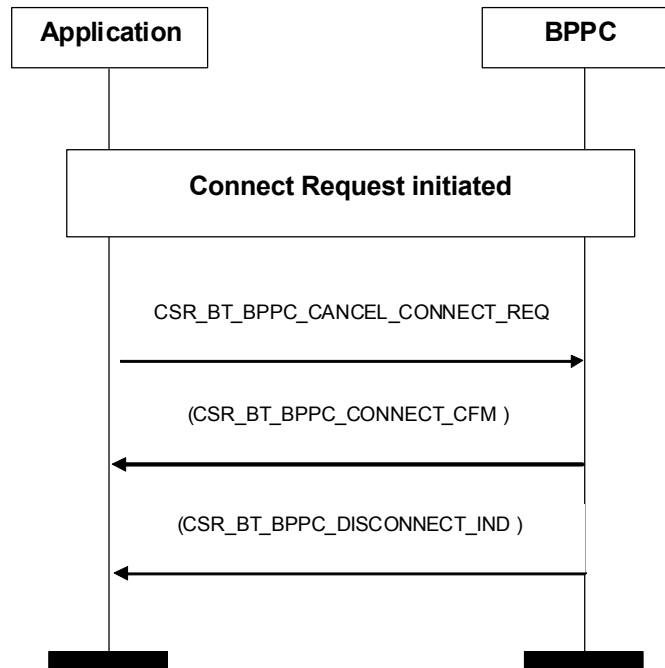 Application
BPPC
Connect Request initiated
CSR_BT_BPPC_CANCEL_CONNECT_REQ
(CSR_BT_BPPC_CONNECT_CFM )
(CSR_BT_BPPC_DISCONNECT_IND )